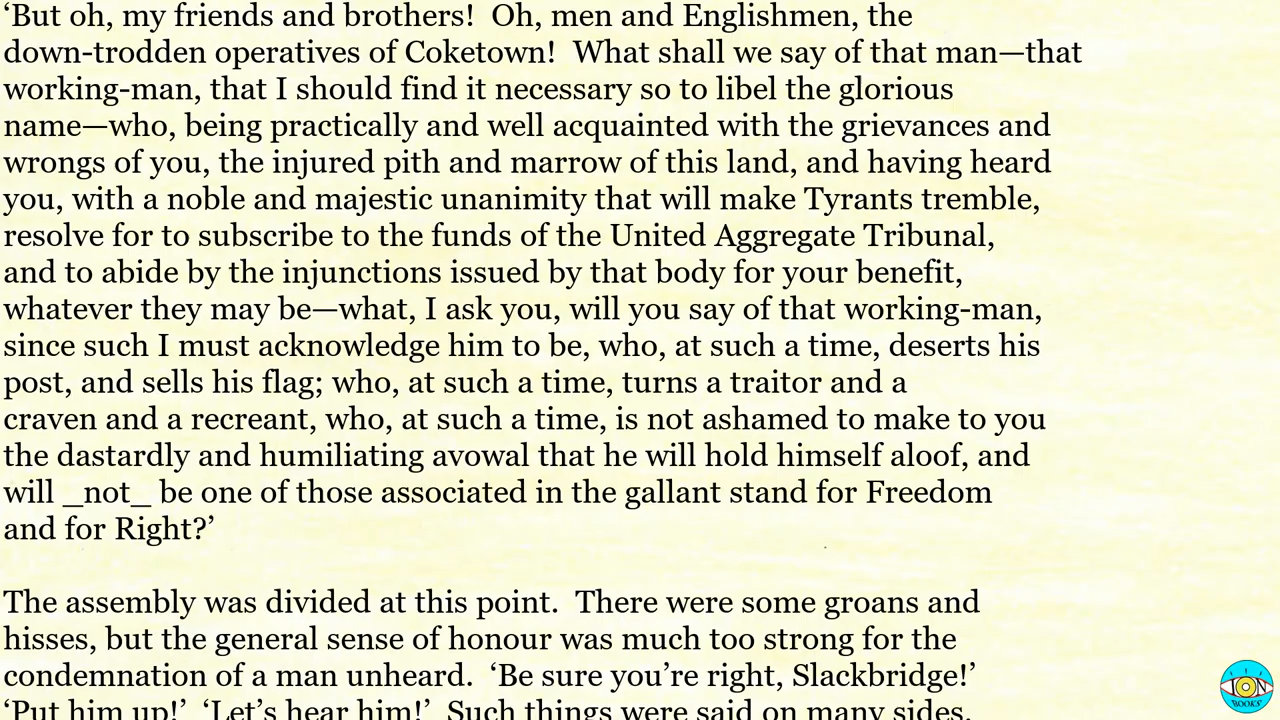 ‘But oh, my friends and brothers!  Oh, men and Englishmen, the
down-trodden operatives of Coketown!  What shall we say of that man—that
working-man, that I should find it necessary so to libel the glorious
name—who, being practically and well acquainted with the grievances and
wrongs of you, the injured pith and marrow of this land, and having heard
you, with a noble and majestic unanimity that will make Tyrants tremble,
resolve for to subscribe to the funds of the United Aggregate Tribunal,
and to abide by the injunctions issued by that body for your benefit,
whatever they may be—what, I ask you, will you say of that working-man,
since such I must acknowledge him to be, who, at such a time, deserts his
post, and sells his flag; who, at such a time, turns a traitor and a
craven and a recreant, who, at such a time, is not ashamed to make to you
the dastardly and humiliating avowal that he will hold himself aloof, and
will _not_ be one of those associated in the gallant stand for Freedom
and for Right?’
The assembly was divided at this point.  There were some groans and
hisses, but the general sense of honour was much too strong for the
condemnation of a man unheard.  ‘Be sure you’re right, Slackbridge!’
‘Put him up!’  ‘Let’s hear him!’  Such things were said on many sides.
ION
BOOKS